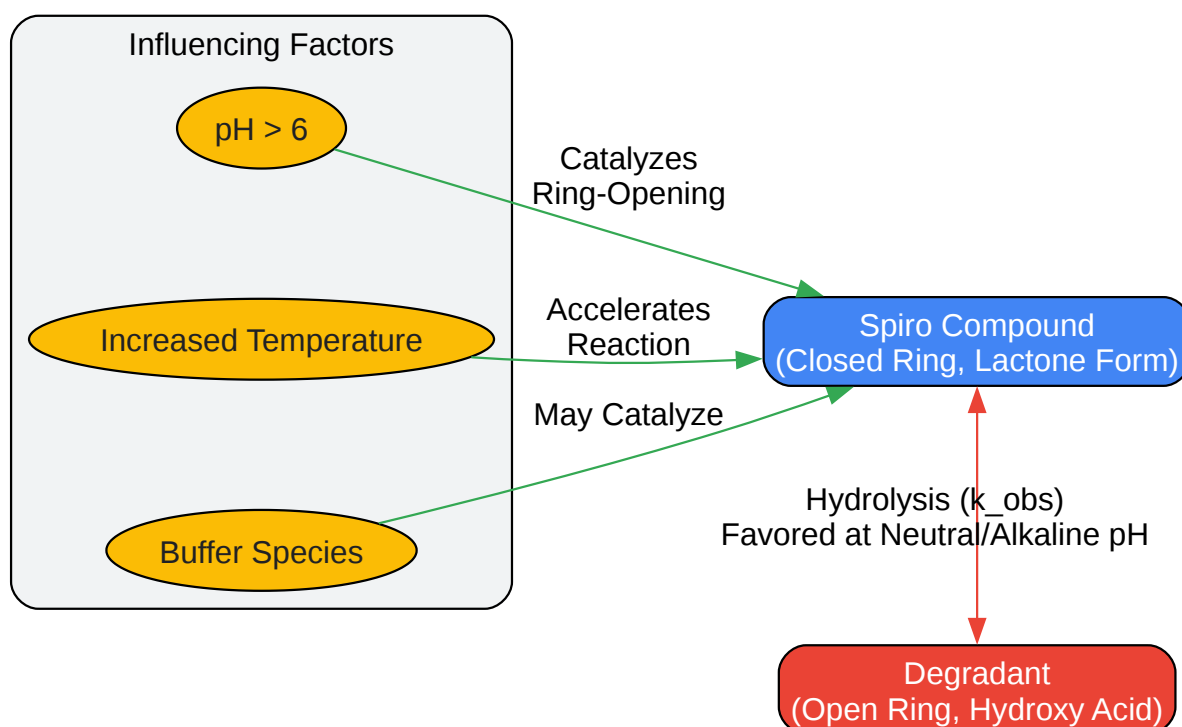 Influencing Factors
pH > 6
Catalyzes
Ring-Opening
Increased Temperature
Accelerates
Reaction
Spiro Compound
(Closed Ring, Lactone Form)
May Catalyze
Buffer Species
Hydrolysis (k_obs)
Favored at Neutral/Alkaline pH
Degradant
(Open Ring, Hydroxy Acid)